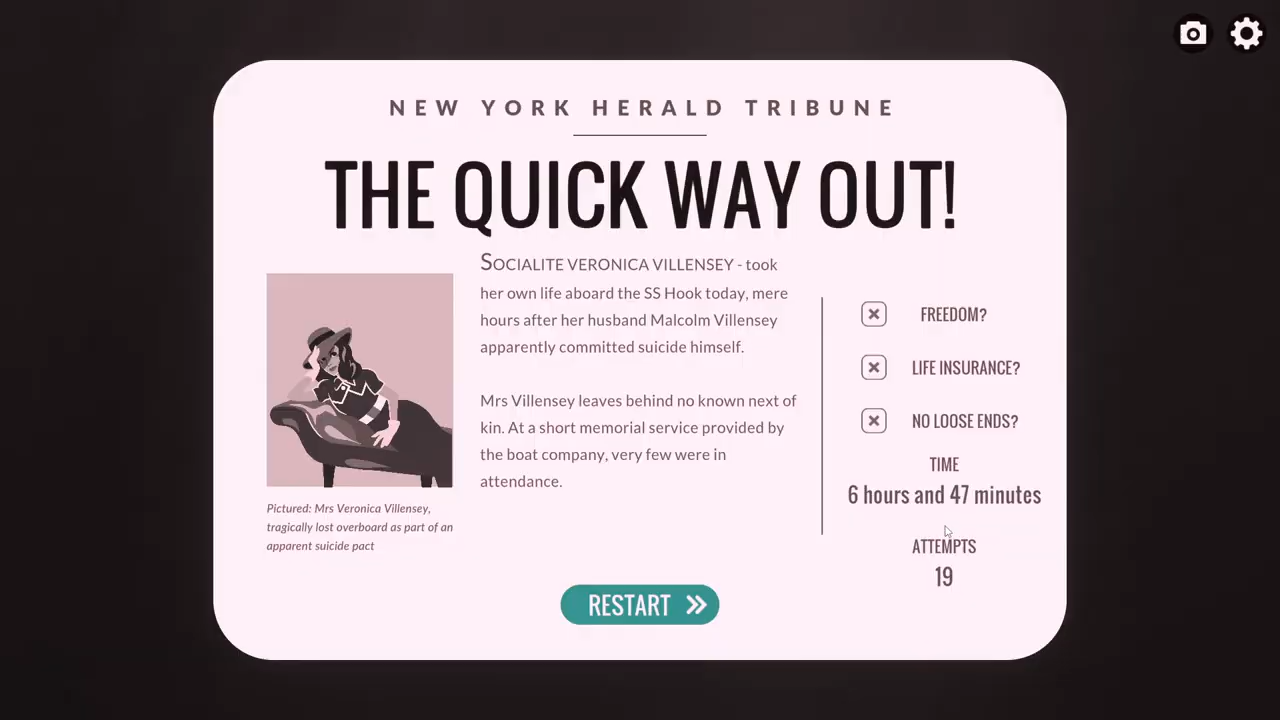 NEW YORK HERALD TRIBUNE
THE QUICK WAY OUT!
SOCIALITE VERONICA VILLENSEY - took
her own life aboard the SS Hook today, mere
hours after her husband Malcolm Villensey
apparently committed suicide himself.
Mrs Villensey leaves behind no known next of
kin. At a short memorial service provided by
the boat company, very few were in
attendance.
Pictured: Mrs Veronica Villensey,
tragically lost overboard as part of an
apparent suicide pact
FREEDOM?
LIFE INSURANCE?
NO LOOSE ENDS?
TIME
6 hours and 47 minutes
ATTEMPTS
19
RESTART